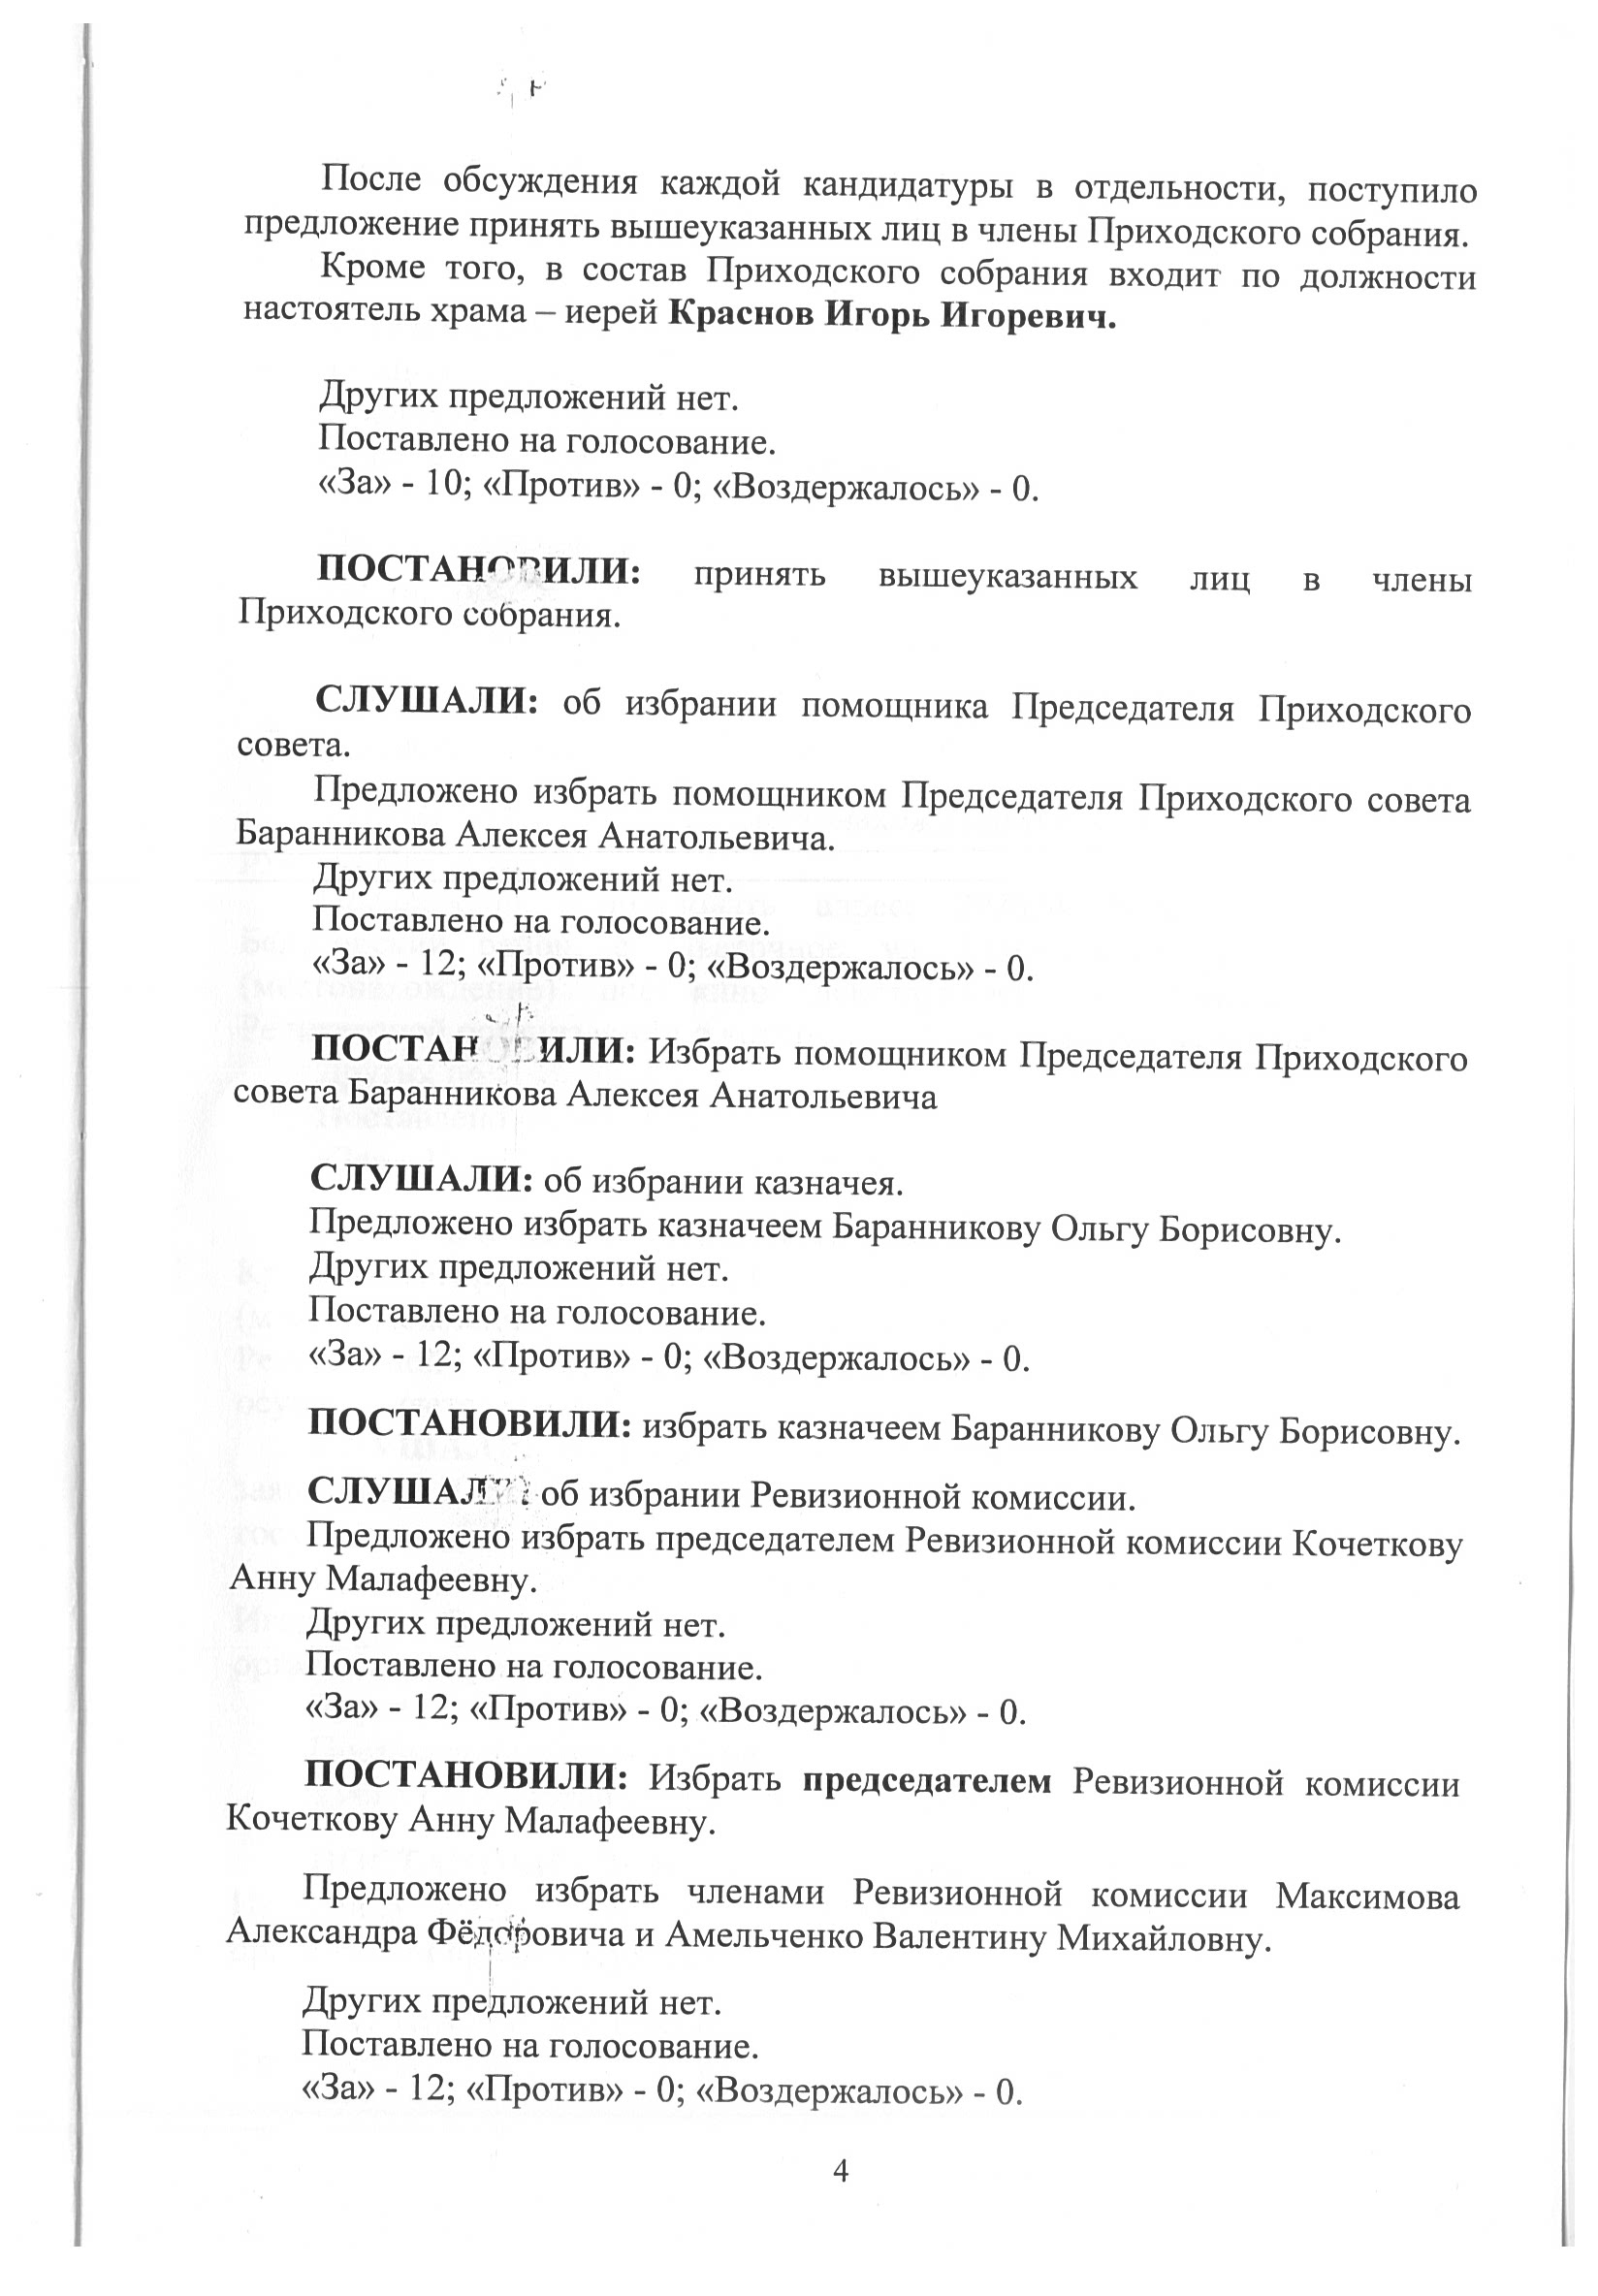 После обсуждения каждой кандидатуры в отдельности, поступило
предложение принять вышеуказанных лиц в члены Приходского собрания.
Кроме того, в состав Приходского собрания входит по должности
настоятель храма – иерей Краснов Игорь Игоревич.
Других предложений нет.
Поставлено на голосование.
«За» - 10; «Против» - 0; «Воздержалось» - 0.
ПОСТАНОВИЛИ: принять вышеуказанных лиц в члены
Приходского собрания.
СЛУШАЛИ: об избрании помощника Председателя Приходского
совета.
Предложено избрать помощником Председателя Приходского совета
Баранникова Алексея Анатольевича.
Других предложений нет.
Поставлено на голосование.
«За» - 12; «Против» - 0; «Воздержалось» - 0.
ПОСТАНОВИЛИ: Избрать помощником Председателя Приходского
совета Баранникова Алексея Анатольевича
СЛУШАЛИ: об избрании казначея.
Предложено избрать казначеем Баранникову Ольгу Борисовну.
Других предложений нет.
Поставлено на голосование.
«За» - 12; «Против» - 0; «Воздержалось» - 0.
ПОСТАНОВИЛИ: избрать казначеем Баранникову Ольгу Борисовну.
СЛУШАЛИ: об избрании Ревизионной комиссии.
Предложено избрать председателем Ревизионной комиссии Кочеткову
Анну Малафеевну.
Других предложений нет.
Поставлено на голосование.
«За» - 12; «Против» - 0; «Воздержалось» - 0.
ПОСТАНОВИЛИ: Избрать председателем Ревизионной комиссии
Кочеткову Анну Малафеевну.
Предложено избрать членами Ревизионной комиссии Максимова
Александра Фёдоровича и Амельченко Валентину Михайловну.
Других предложений нет.
Поставлено на голосование.
«За» - 12; «Против» - 0; «Воздержалось» - 0.
4